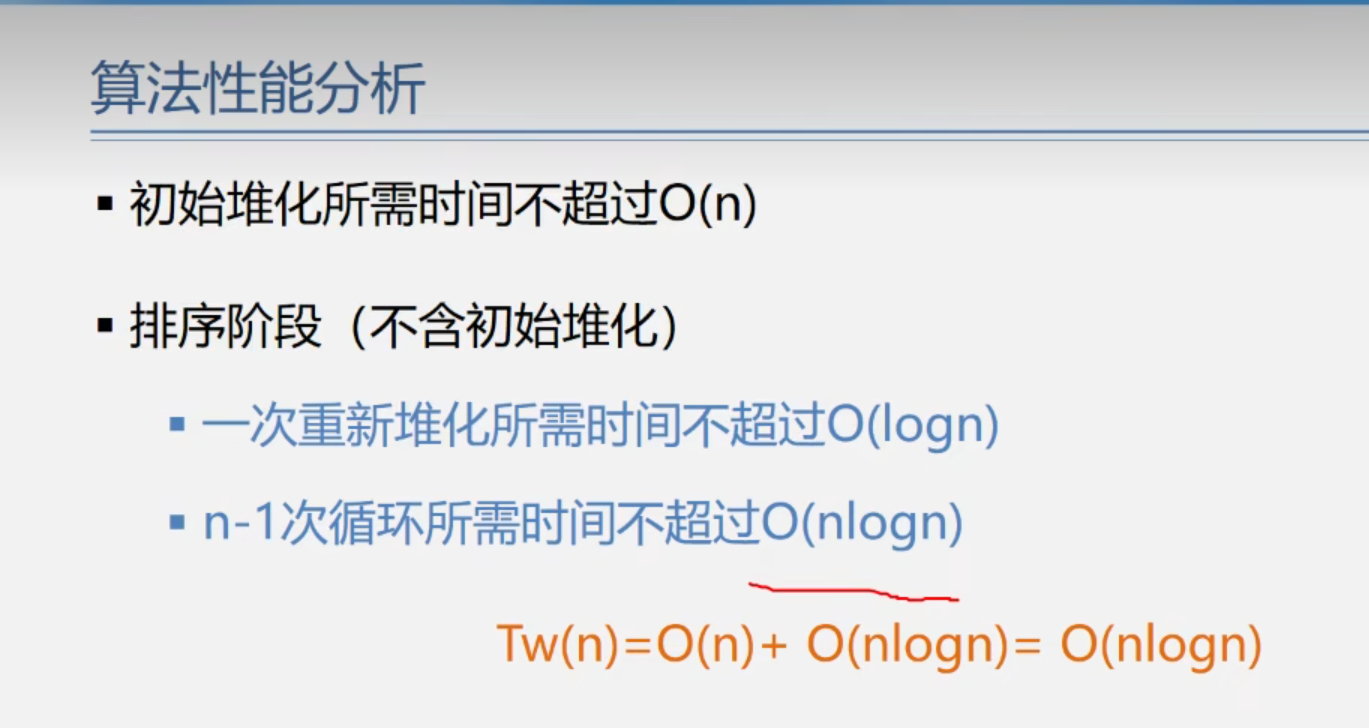 算法性能分析
▪ 初始堆化所需时间不超过O(n)
▪ 排序阶段（不含初始堆化）
▪ 一次重新堆化所需时间不超过O(logn)
▪ n-1次循环所需时间不超过O(nlogn)
Tw(n)=O(n)+ O(nlogn)= O(nlogn)